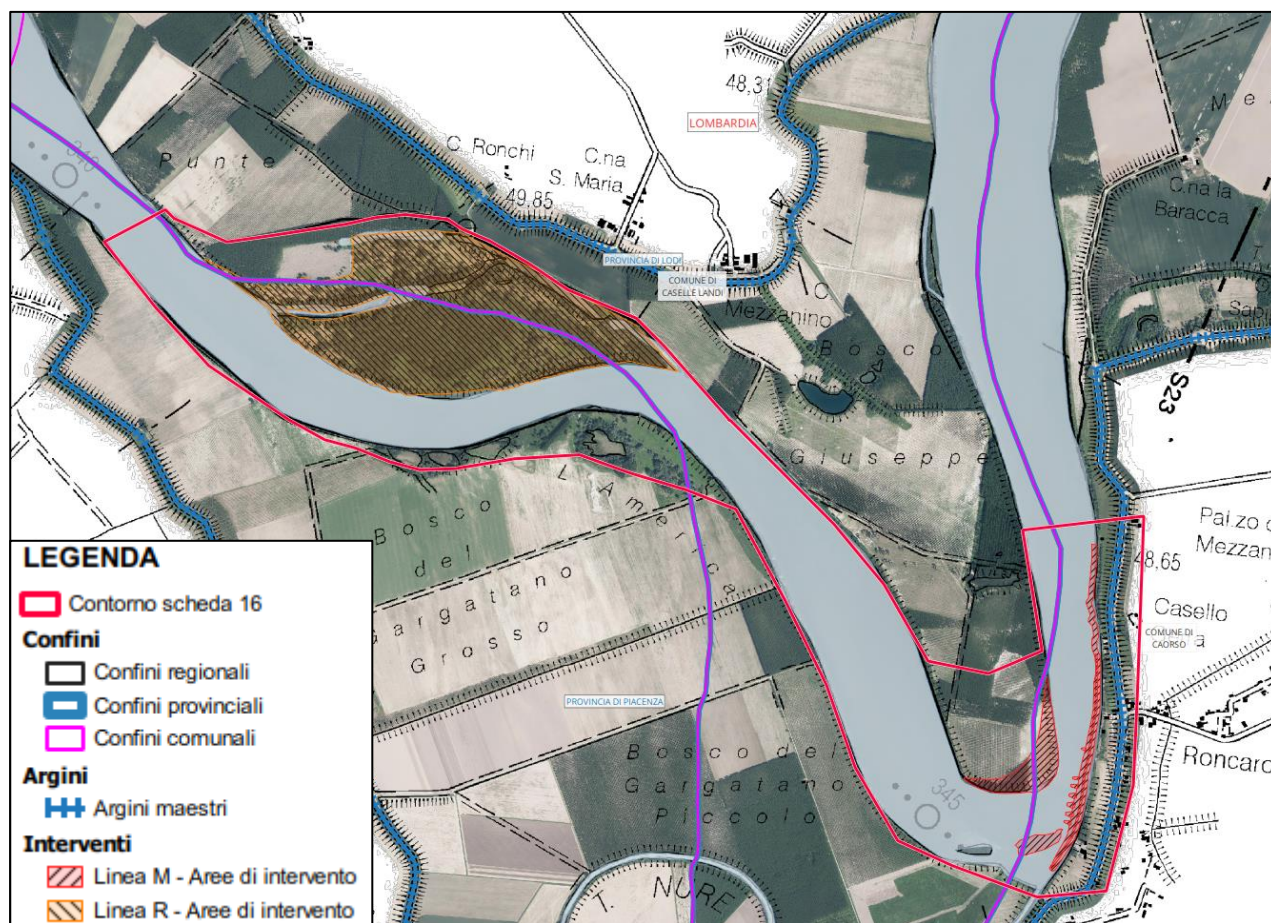 48,31
LOMBARDIA
Me
C. Ronchi
C.na
S. Maria
Punte
49,85
C.na la
Baracca
PROVINCIA DI LODI
COMUNE DI
CASELLE LANDI
C.
Mezzanino
Bosco
S23
Giuseppe
L'America
Bosco
del
Gargatano
Grosso
Pal.zo
Mezzan
48,65
Casello
a
COMUNE DI
CAORSO
PROVINCIA DI PIACENZA
Roncaro
Bosco del
Gargatano
Piccolo
345
T. NURE
LEGENDA
Contorno scheda 16
Confini
Confini regionali
Confini provinciali
Confini comunali
Argini
Argini maestri
Interventi
Linea M - Aree di intervento
Linea R - Aree di intervento